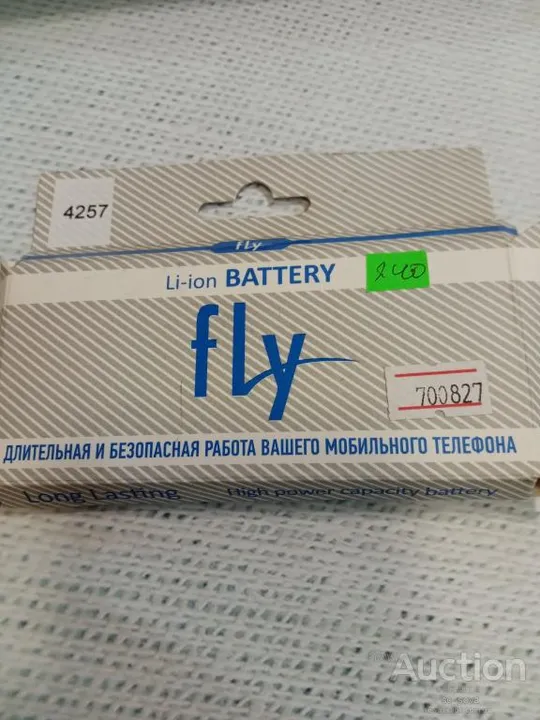 4257
fly
Li-ion BATTERY
240
fly
700827
ДЛИТЕЛЬНАЯ И БЕЗОПАСНАЯ РАБОТА ВАШЕГО МОБИЛЬНОГО ТЕЛЕФОНА
Long Lasting High power capacity battery
Auction